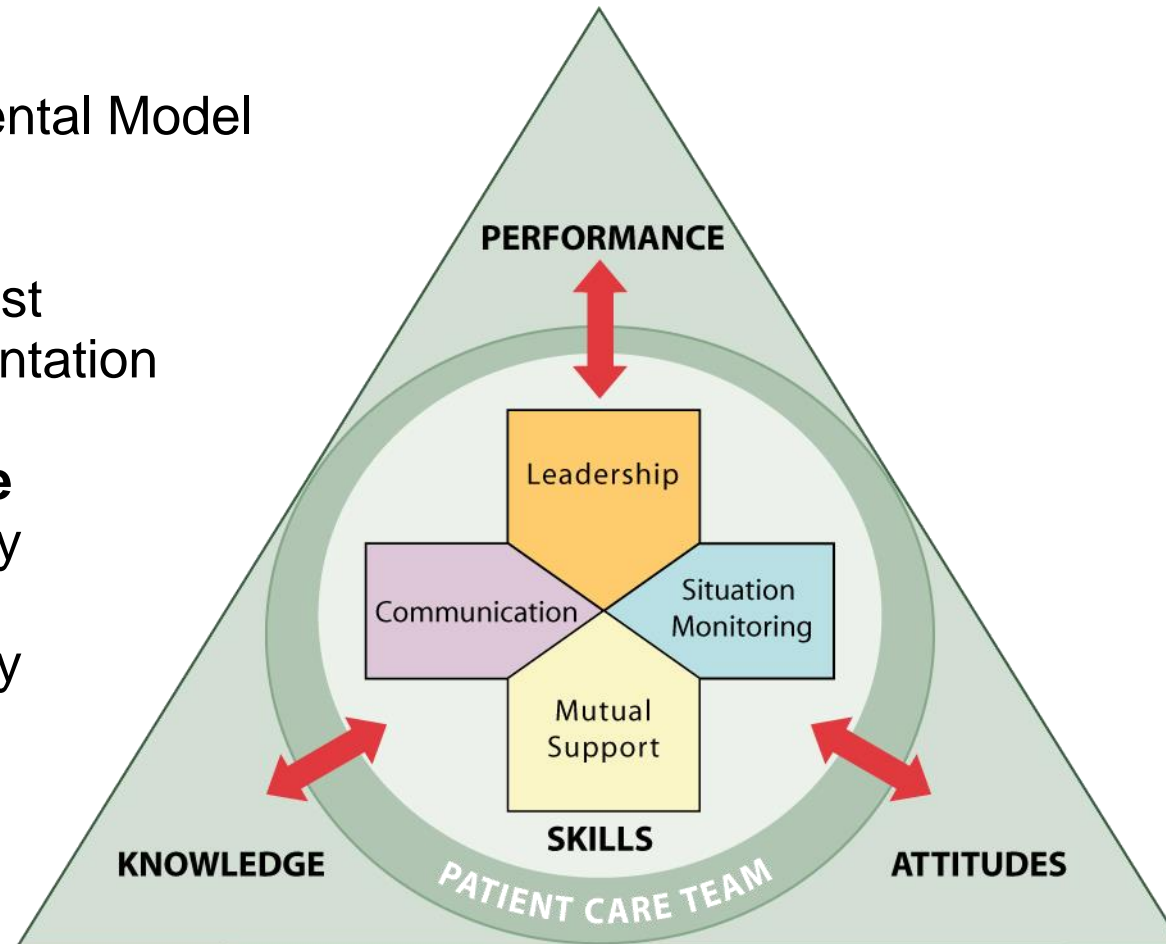 ental Model
st
ntation
e
y
y
PERFORMANCE
Leadership
Communication
Situation
Monitoring
Mutual
Support
SKILLS
KNOWLEDGE
ATTITUDES
PATIENT CARE TEAM